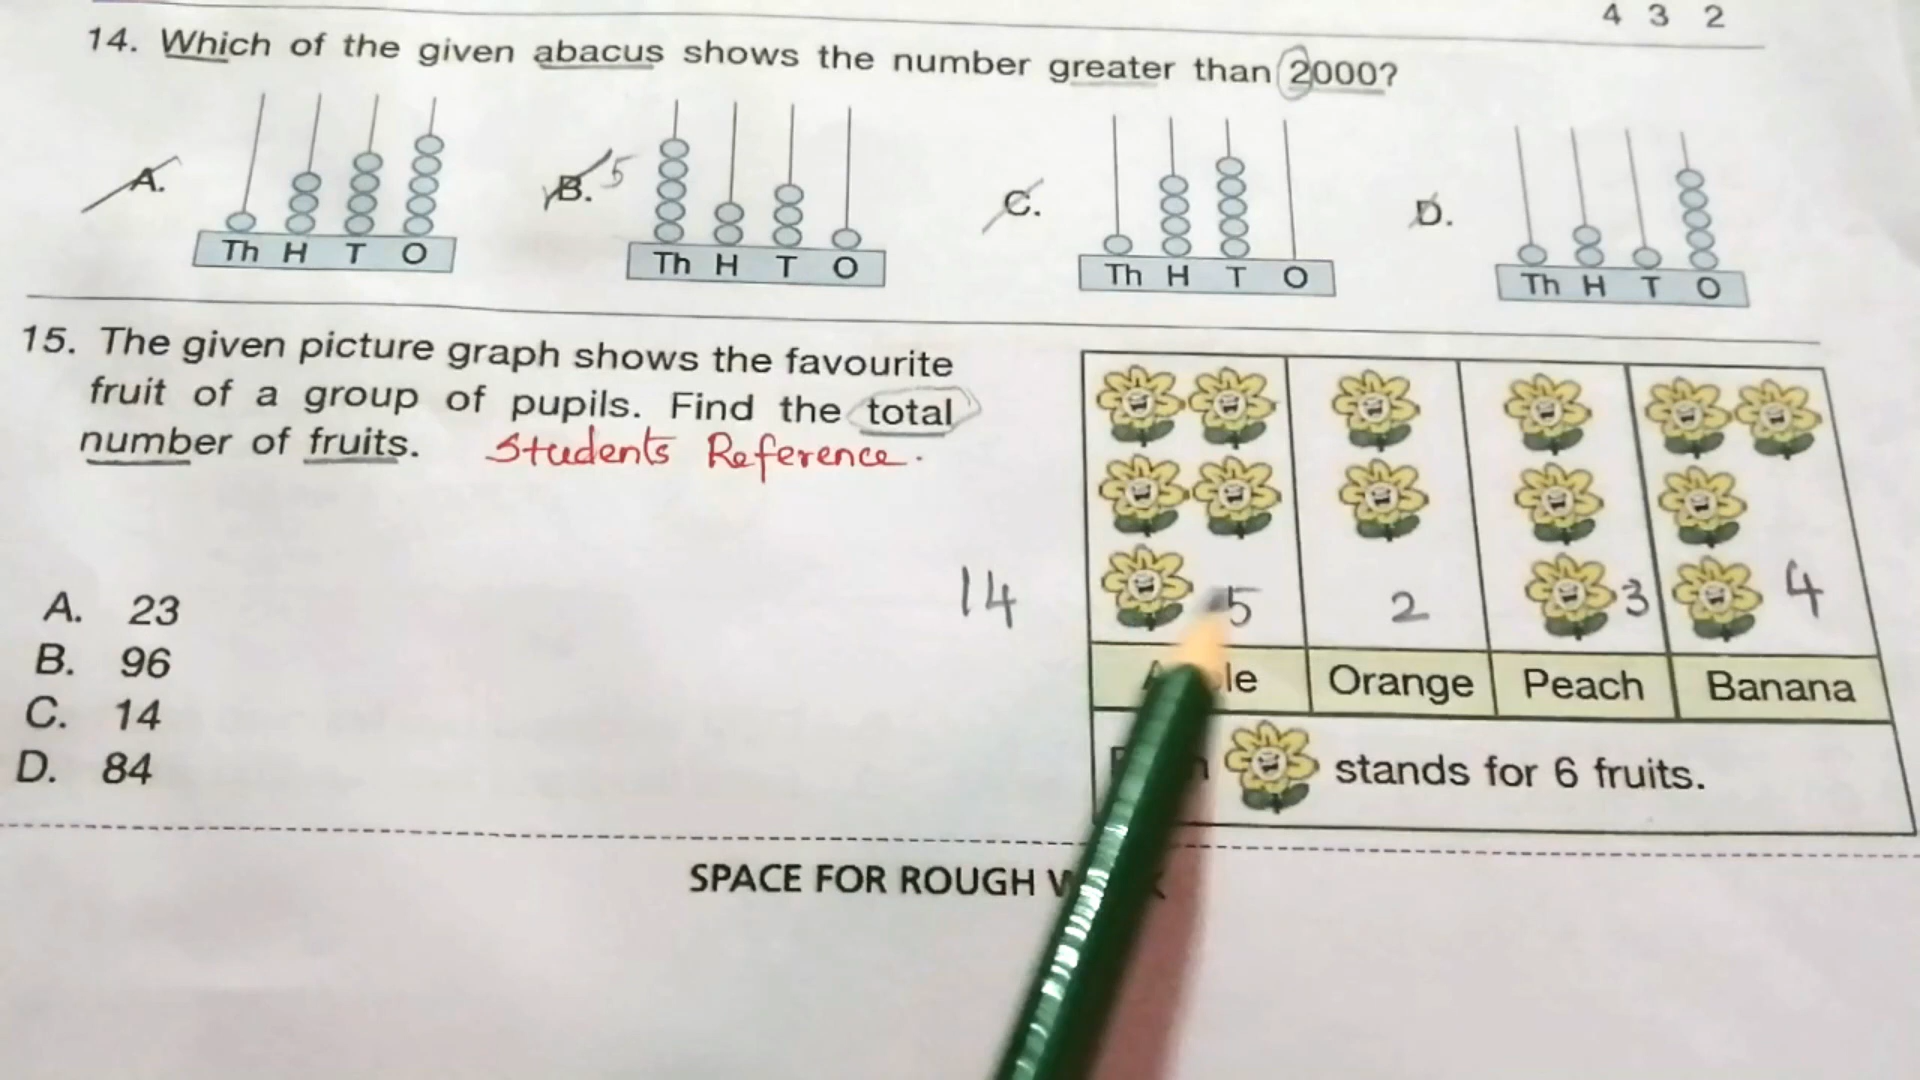 4 3 2
14. Which of the given abacus shows the number greater than 2000?
A.
B. 5
C.
D.
Th H T O
Th H T O
Th H T O
Th H T O
15. The given picture graph shows the favourite
fruit of a group of pupils. Find the total
number of fruits. Students Reference.
14
5 2 3 4
Orange Peach Banana
stands for 6 fruits.
A. 23
B. 96
C. 14
D. 84
SPACE FOR ROUGH